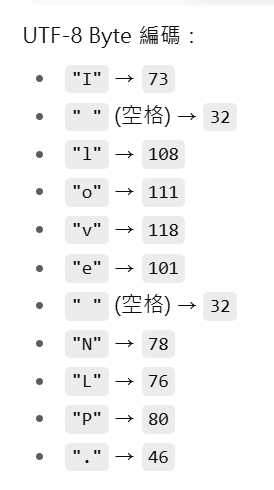 UTF-8 Byte 編碼：
• "I" → 73
• " " (空格) → 32
• "l" → 108
• "o" → 111
• "v" → 118
• "e" → 101
• " " (空格) → 32
• "N" → 78
• "L" → 76
• "P" → 80
• "." → 46